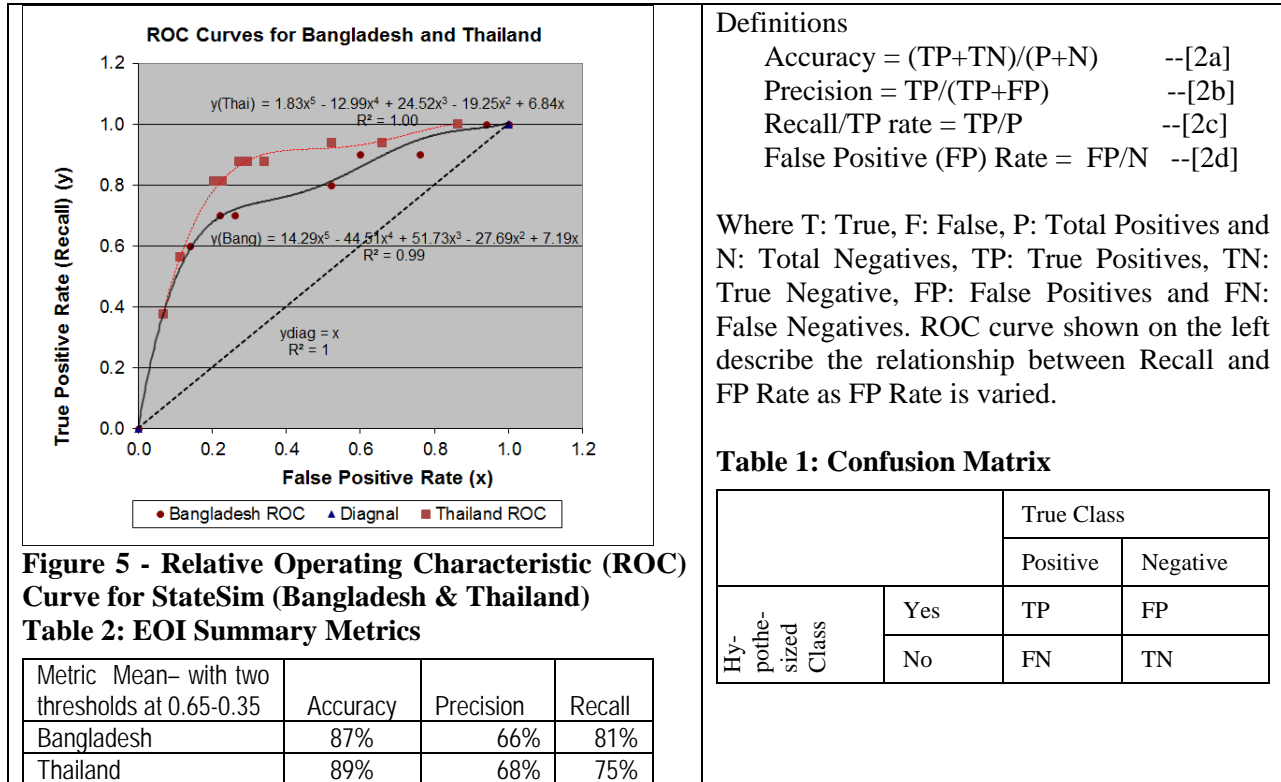 ROC Curves for Bangladesh and Thailand
1.2
1.0
0.8
0.6
0.4
0.2
0.0
True Positive Rate (Recall) (y)
y(Thai) = 1.83x⁵ - 12.99x⁴ + 24.52x³ - 19.25x² + 6.84x
R² = 1.00
y(Bang) = 14.29x⁵ - 44.51x⁴ + 51.73x³ - 27.69x² + 7.19x
R² = 0.99
ydiag = x
R² = 1
0.0 0.2 0.4 0.6 0.8 1.0 1.2
False Positive Rate (x)
Bangladesh ROC Diagnal Thailand ROC
Figure 5 - Relative Operating Characteristic (ROC)
Curve for StateSim (Bangladesh & Thailand)
Table 2: EOI Summary Metrics
Metric Mean– with two
thresholds at 0.65-0.35 Accuracy Precision Recall
Bangladesh 87% 66% 81%
Thailand 89% 68% 75%
Definitions
Accuracy = (TP+TN)/(P+N) --[2a]
Precision = TP/(TP+FP) --[2b]
Recall/TP rate = TP/P --[2c]
False Positive (FP) Rate = FP/N --[2d]
Where T: True, F: False, P: Total Positives and
N: Total Negatives, TP: True Positives, TN:
True Negative, FP: False Positives and FN:
False Negatives. ROC curve shown on the left
describe the relationship between Recall and
FP Rate as FP Rate is varied.
Table 1: Confusion Matrix
True Class
Positive Negative
Hy-
pothe-
sized
Class
Yes TP FP
No FN TN